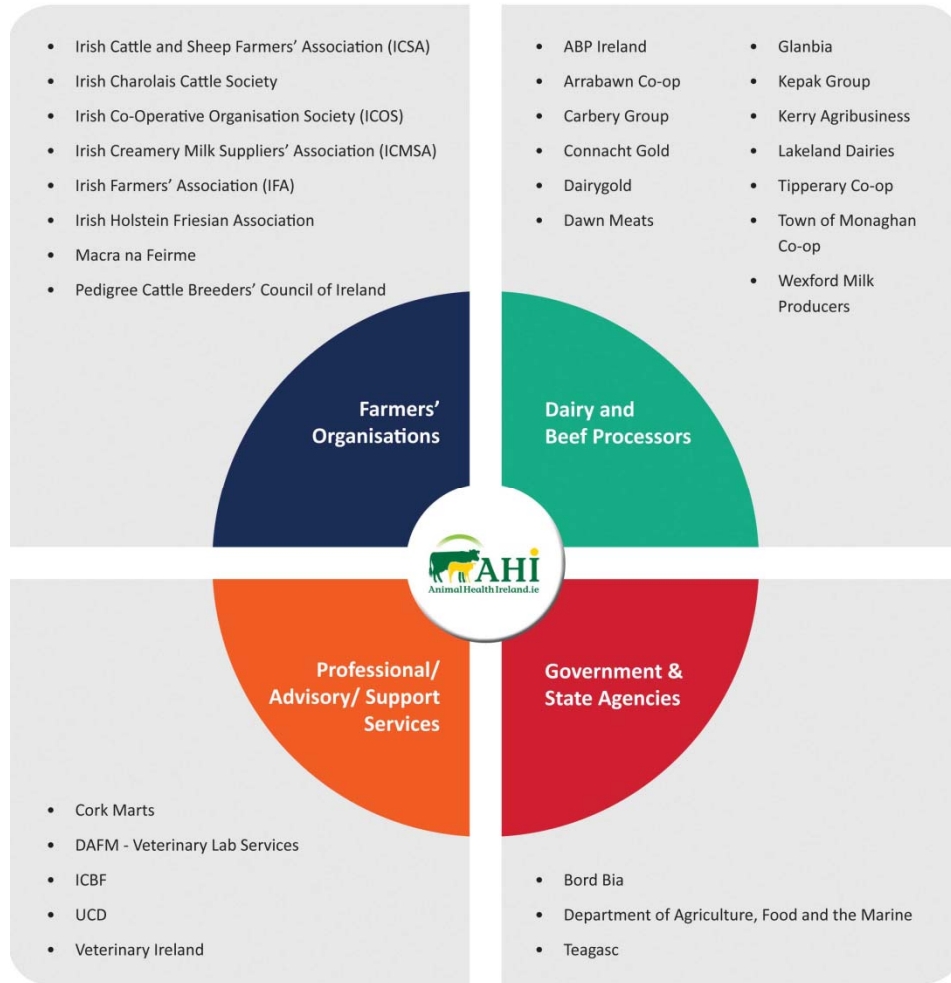 • Irish Cattle and Sheep Farmers’ Association (ICSA)
• Irish Charolais Cattle Society
• Irish Co-Operative Organisation Society (ICOS)
• Irish Creamery Milk Suppliers’ Association (ICMSA)
• Irish Farmers’ Association (IFA)
• Irish Holstein Friesian Association
• Macra na Feirme
• Pedigree Cattle Breeders’ Council of Ireland
• ABP Ireland
• Arrabawn Co-op
• Carbery Group
• Connacht Gold
• Dairygold
• Dawn Meats
• Glanbia
• Kepak Group
• Kerry Agribusiness
• Lakeland Dairies
• Tipperary Co-op
• Town of Monaghan
Co-op
• Wexford Milk
Producers
Farmers’
Organisations
Dairy and
Beef Processors
AHI
AnimalHealthIreland.ie
Professional/
Advisory/ Support
Services
Government &
State Agencies
• Cork Marts
• DAFM - Veterinary Lab Services
• ICBF
• UCD
• Veterinary Ireland
• Bord Bia
• Department of Agriculture, Food and the Marine
• Teagasc